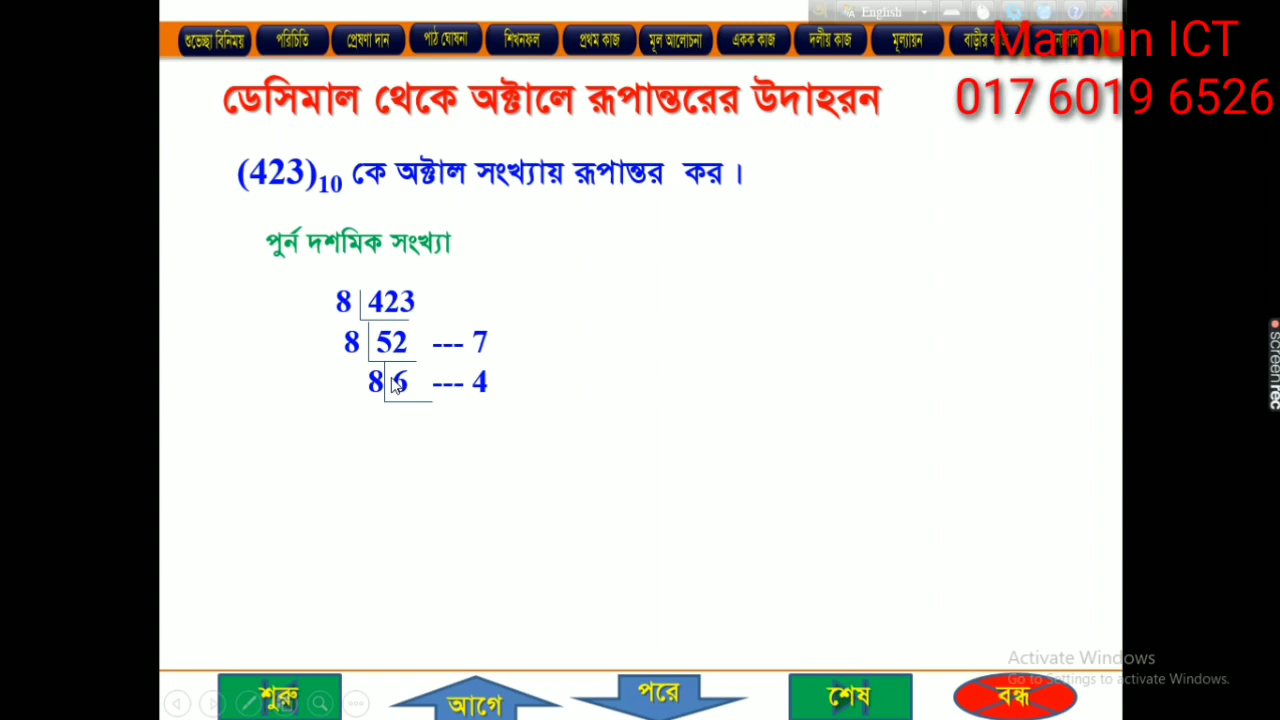 English
শুভেচ্ছা বিনিময় পরিচিতি প্রেষণা দান পাঠ ঘোষনা শিখনফল প্রথম কাজ মূল আলোচনা একক কাজ দলীয় কাজ মূল্যায়ন বাড়ীর
Mamun ICT
017 6019 6526
ডেসিমাল থেকে অক্টালে রূপান্তরের উদাহরন
(423)10 কে অক্টাল সংখ্যায় রূপান্তর কর ।
পুর্ন দশমিক সংখ্যা
8 423
8 52 --- 7
8 6 --- 4
screenrec
Activate Windows
Go to Settings to activate Windows.
শুরু আগে পরে শেষ বন্ধ